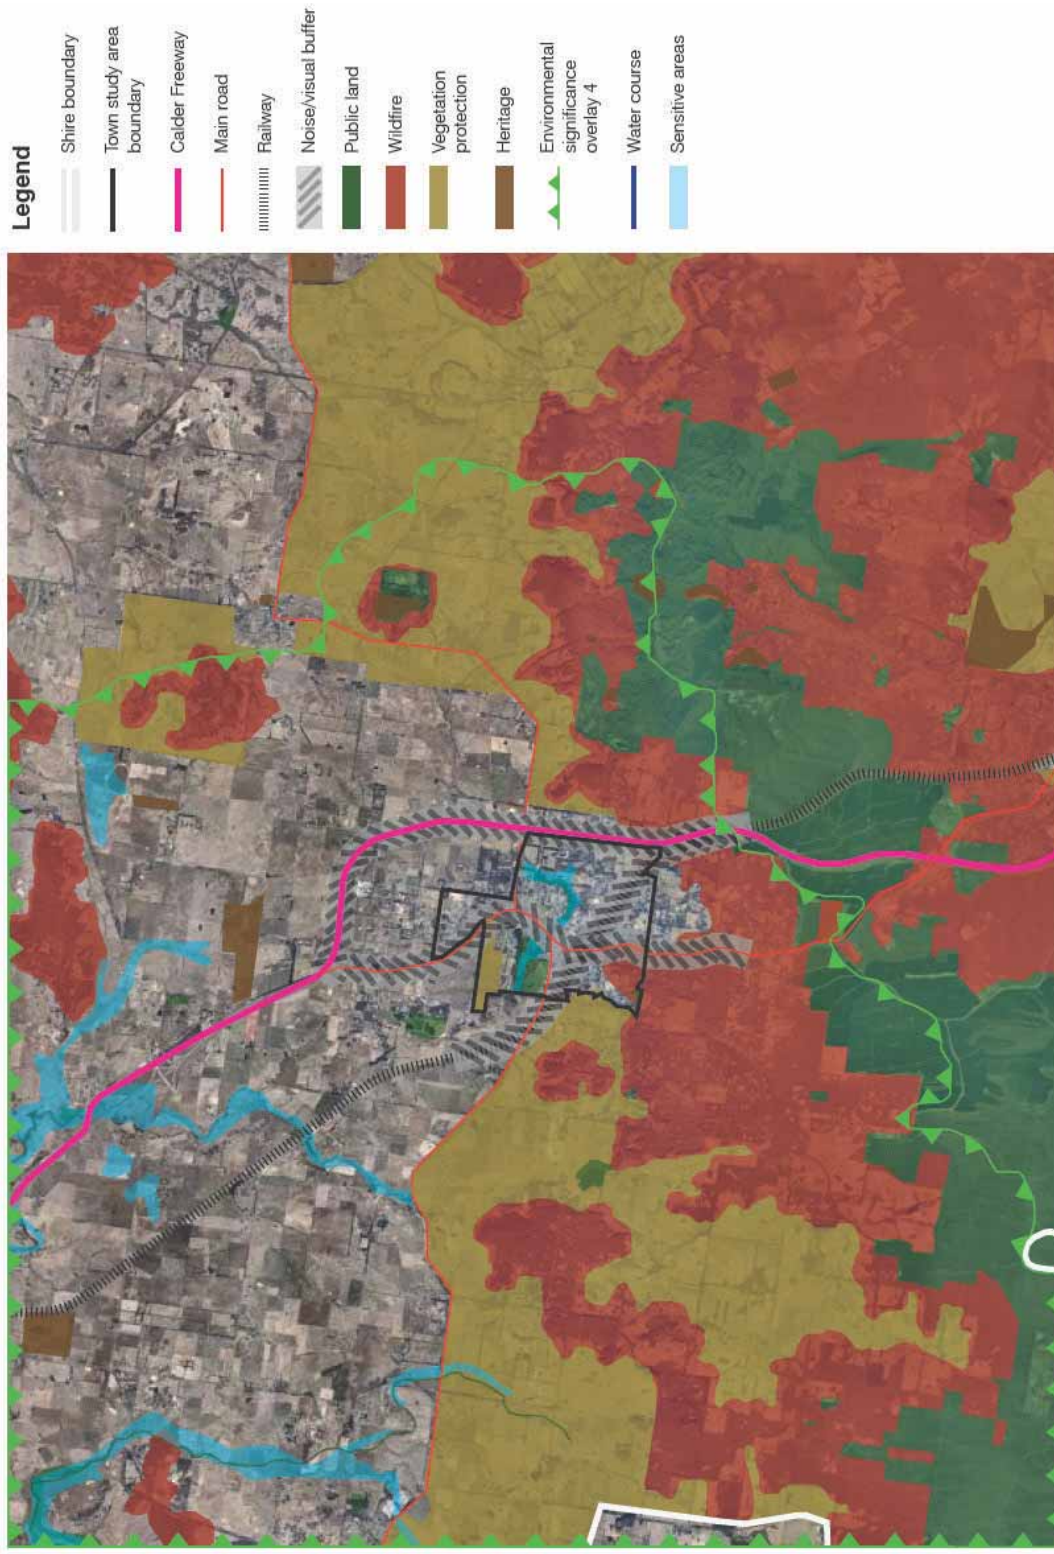 Legend
Shire boundary
Town study area
boundary
Calder Freeway
Main road
Railway
Noise/visual buffer
Public land
Wildfire
Vegetation
protection
Heritage
Environmental
significance
overlay 4
Water course
Sensitive areas